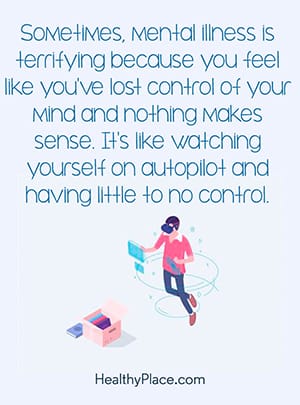 Sometimes, mental illness is
terrifying because you feel
like you've lost control of your
mind and nothing makes
sense. It's like watching
yourself on autopilot and
having little to no control.
HealthyPlace.com